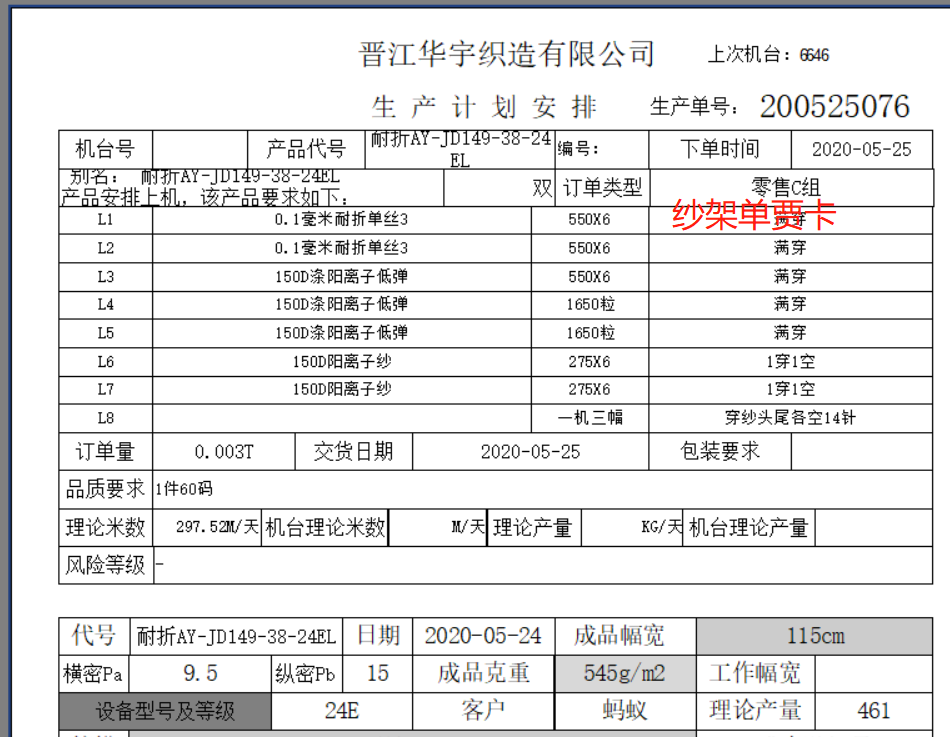 晋江华宇织造有限公司 上次机台：6646
生产计划安排 生产单号： 200525076
机台号 产品代号 耐折AY-JD149-38-24EL 编号： 下单时间 2020-05-25
别名： 耐折AY-JD149-38-24EL
产品安排上机，该产品要求如下： 双 订单类型 零售C组
纱架单贾卡
L1 0.1毫米耐折单丝3 550X6 满穿
L2 0.1毫米耐折单丝3 550X6 满穿
L3 150D涤阳离子低弹 550X6 满穿
L4 150D涤阳离子低弹 1650粒 满穿
L5 150D涤阳离子低弹 1650粒 满穿
L6 150D阳离子纱 275X6 1穿1空
L7 150D阳离子纱 275X6 1穿1空
L8 一机三幅 穿纱头尾各空14针
订单量 0.003T 交货日期 2020-05-25 包装要求
品质要求 1件60码
理论米数 297.52M/天 机台理论米数 M/天 理论产量 KG/天 机台理论产量
风险等级 -
代号 耐折AY-JD149-38-24EL 日期 2020-05-24 成品幅宽 115cm
横密Pa 9.5 纵密Pb 15 成品克重 545g/m2 工作幅宽
设备型号及等级 24E 客户 蚂蚁 理论产量 461